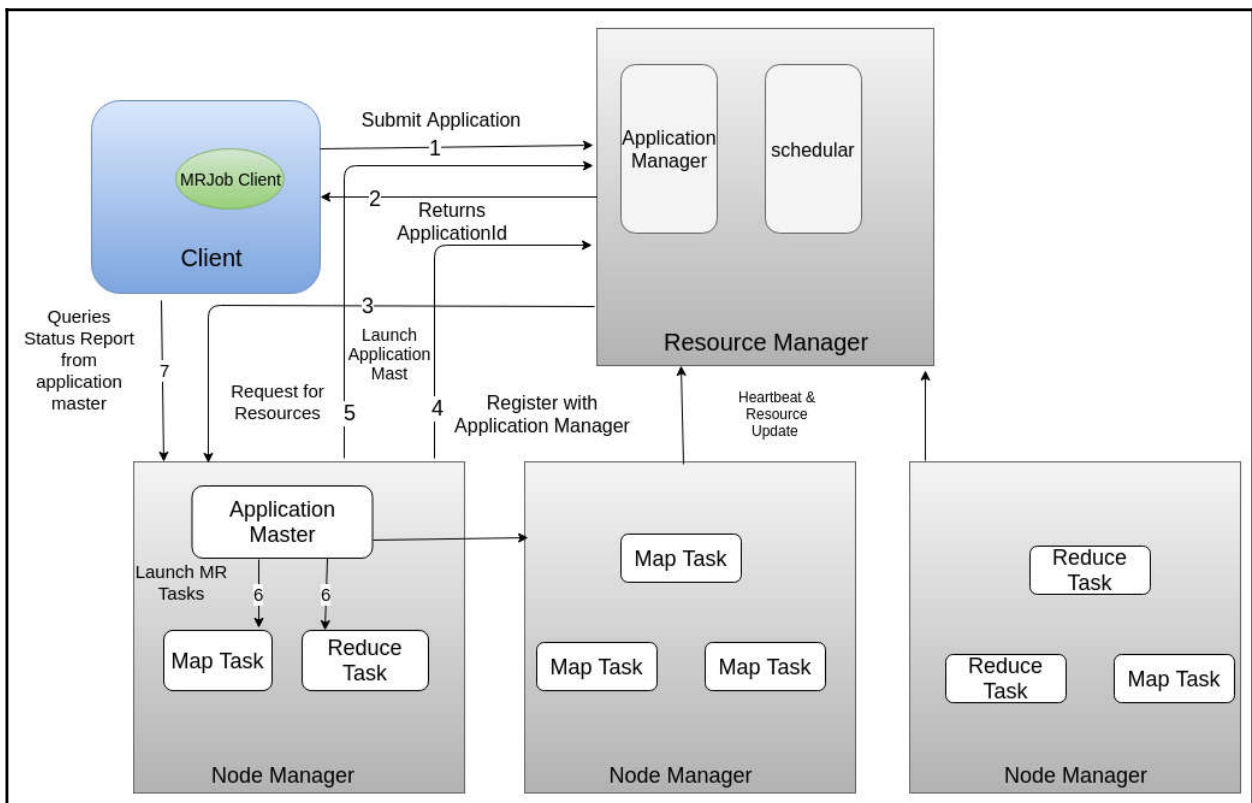 Submit Application
1
Application
Manager
schedular
MRJob Client
2
Returns
ApplicationId
Client
3
Queries
Status Report
from
application
master
7
Launch
Application
Mast
Resource Manager
Request for
Resources
5
4
Register with
Application Manager
Heartbeat &
Resource
Update
Application
Master
Launch MR
Tasks
6
6
Map Task
Reduce
Task
Node Manager
Map Task
Map Task
Map Task
Node Manager
Reduce
Task
Reduce
Task
Map Task
Node Manager